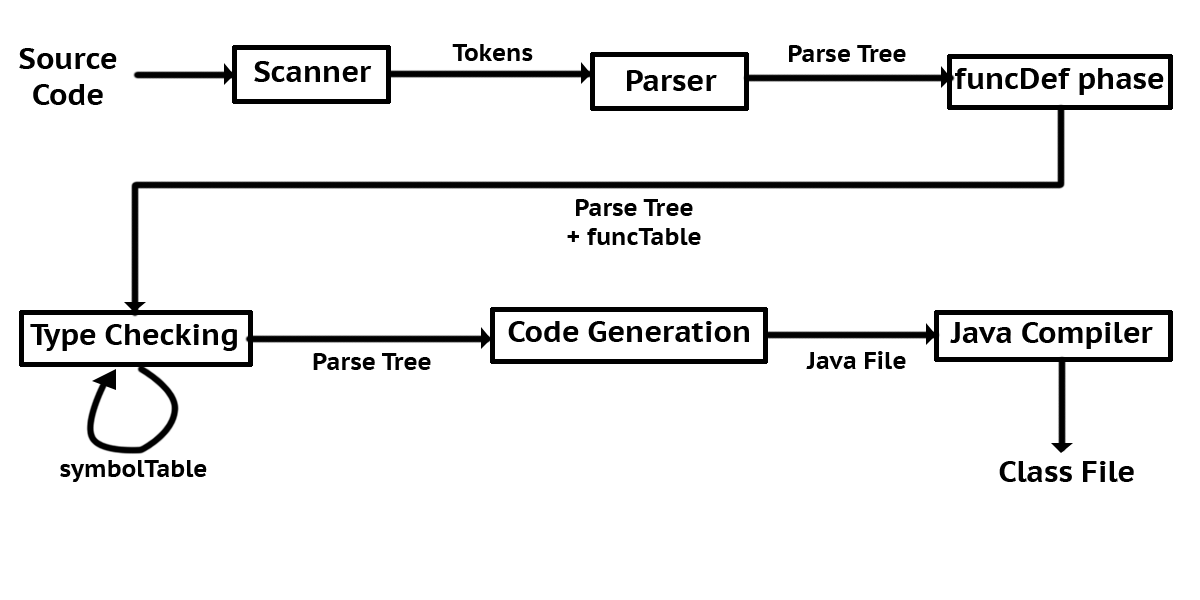 Source
Code
Scanner
Tokens
Parser
Parse Tree
funcDef phase
Parse Tree
+ funcTable
Type Checking
Parse Tree
Code Generation
Java File
Java Compiler
symbolTable
Class File